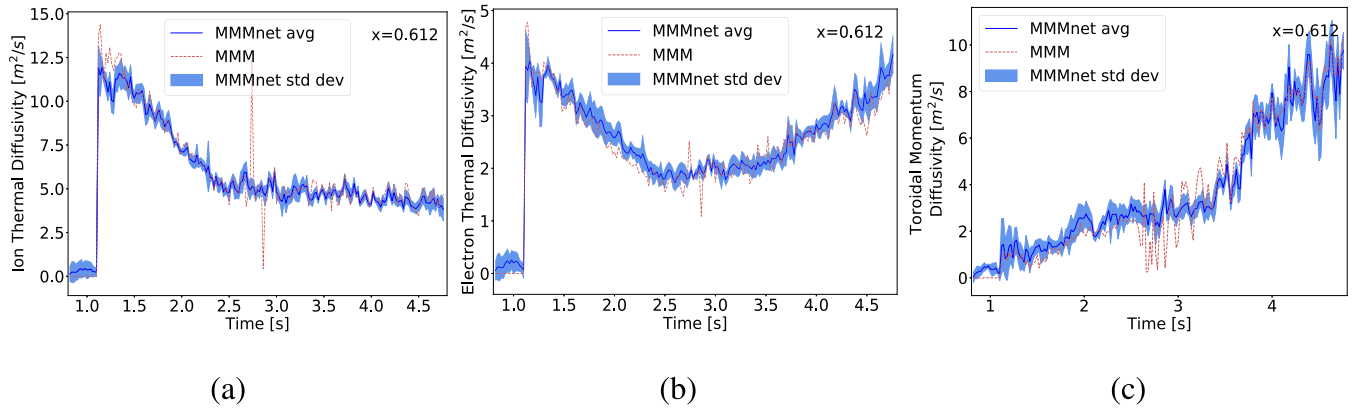 Ion Thermal Diffusivity [m²/s]
15.0
12.5
10.0
7.5
5.0
2.5
0.0
MMMnet avg
MMM
MMMnet std dev
x=0.612
1.0 1.5 2.0 2.5 3.0 3.5 4.0 4.5
Time [s]
(a)
Electron Thermal Diffusivity [m²/s]
5
4
3
2
1
0
MMMnet avg
MMM
MMMnet std dev
x=0.612
1.0 1.5 2.0 2.5 3.0 3.5 4.0 4.5
Time [s]
(b)
Toroidal Momentum
Diffusivity [m²/s]
10
8
6
4
2
0
MMMnet avg
MMM
MMMnet std dev
x=0.612
1 2 3 4
Time [s]
(c)